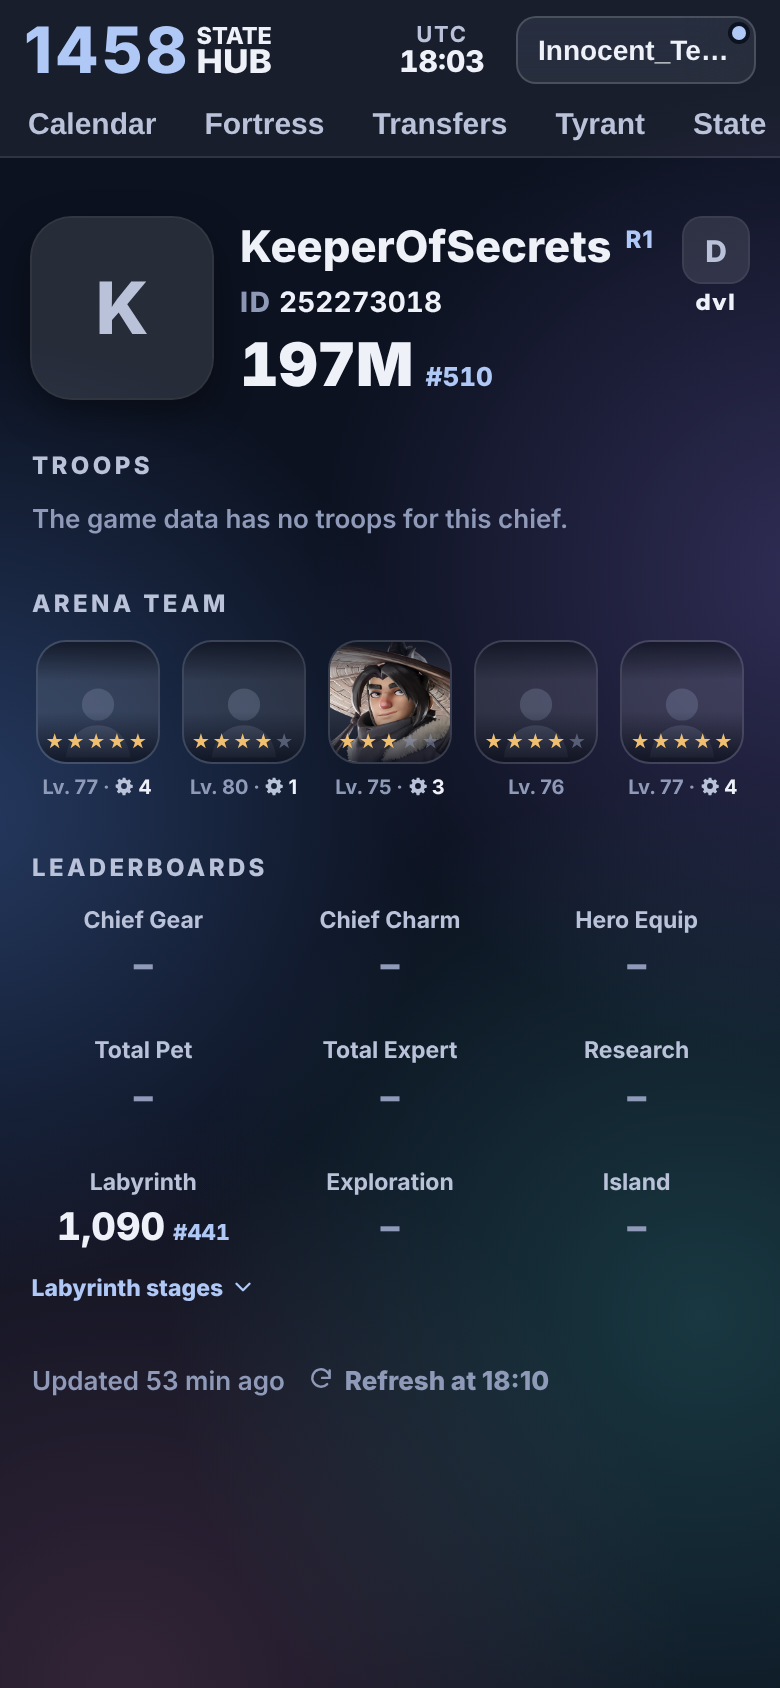 1458 STATE HUB
UTC
18:03
Innocent_Te...
Calendar Fortress Transfers Tyrant State
K
KeeperOfSecrets R1
D
ID 252273018
dvl
197M #510
TROOPS
The game data has no troops for this chief.
ARENA TEAM
Lv. 77 · 4
Lv. 80 · 1
Lv. 75 · 3
Lv. 76
Lv. 77 · 4
LEADERBOARDS
Chief Gear Chief Charm Hero Equip
– – –
Total Pet Total Expert Research
– – –
Labyrinth Exploration Island
1,090 #441 – –
Labyrinth stages
Updated 53 min ago Refresh at 18:10